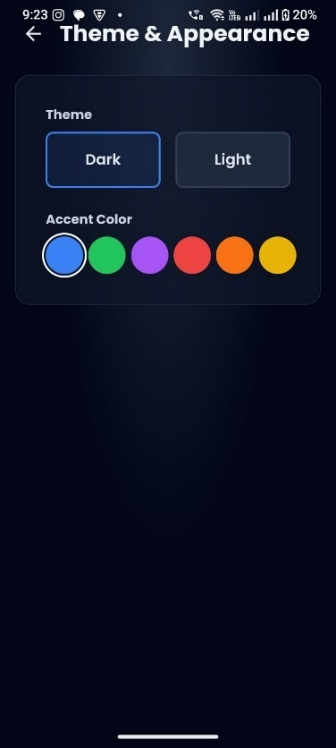 9:23 20%
Theme & Appearance
Theme
Dark Light
Accent Color